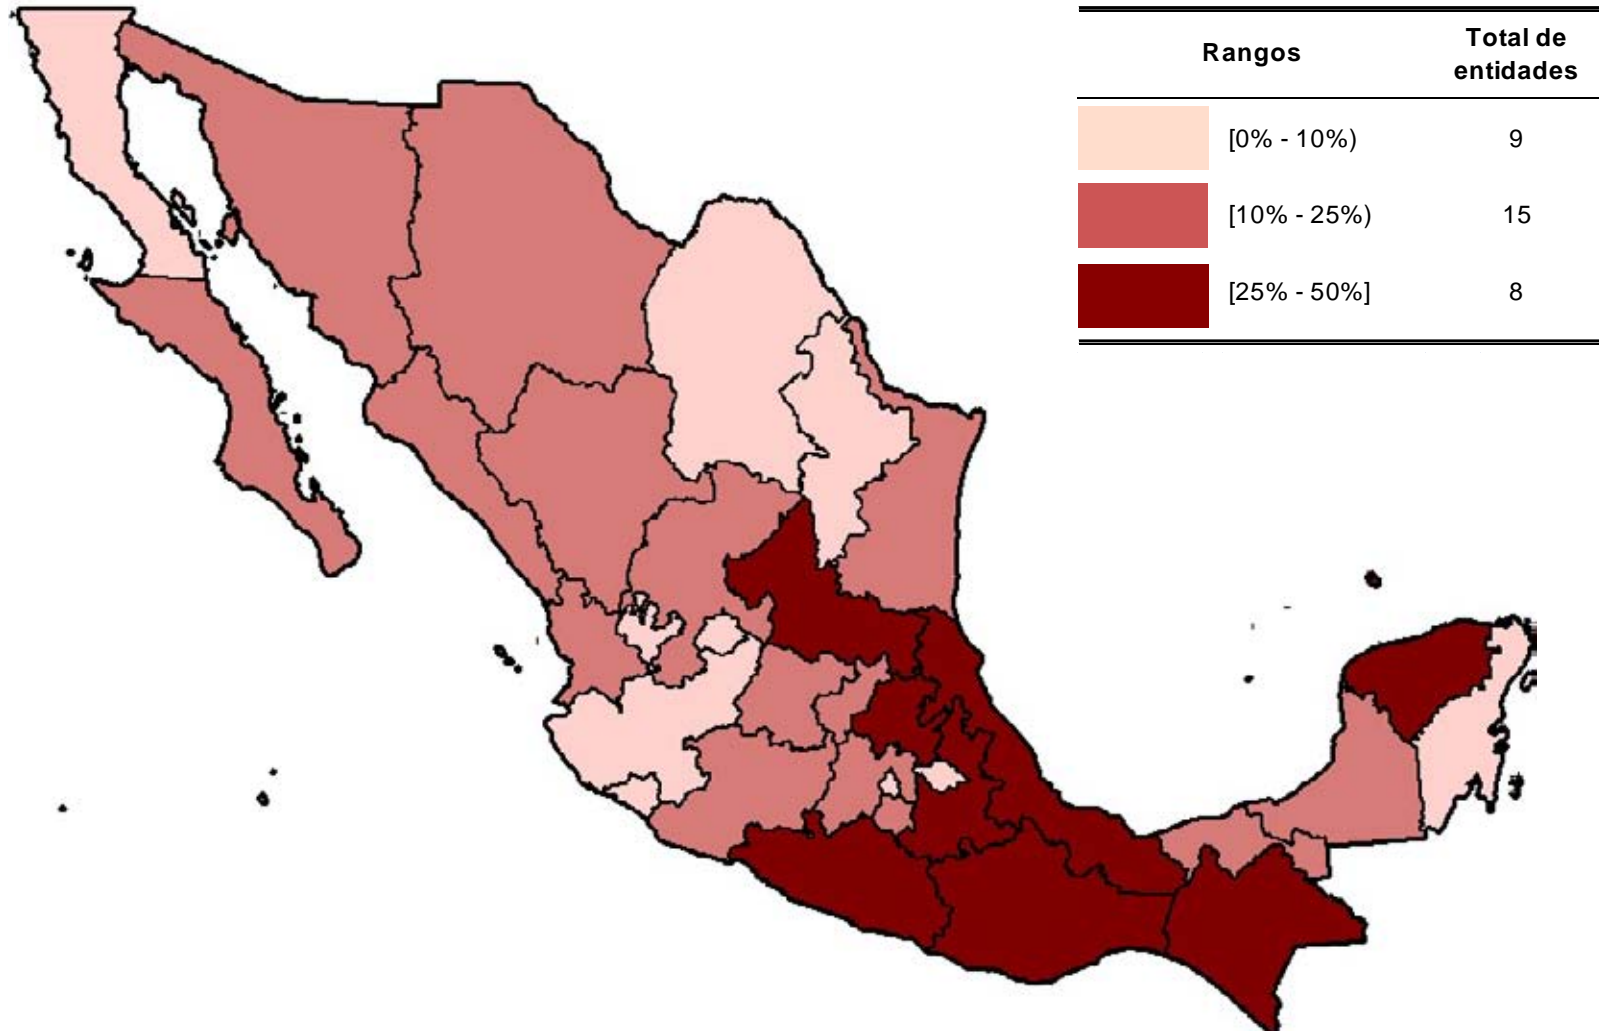 Rangos
Total de
entidades
[0% - 10%) 9
[10% - 25%) 15
[25% - 50%] 8